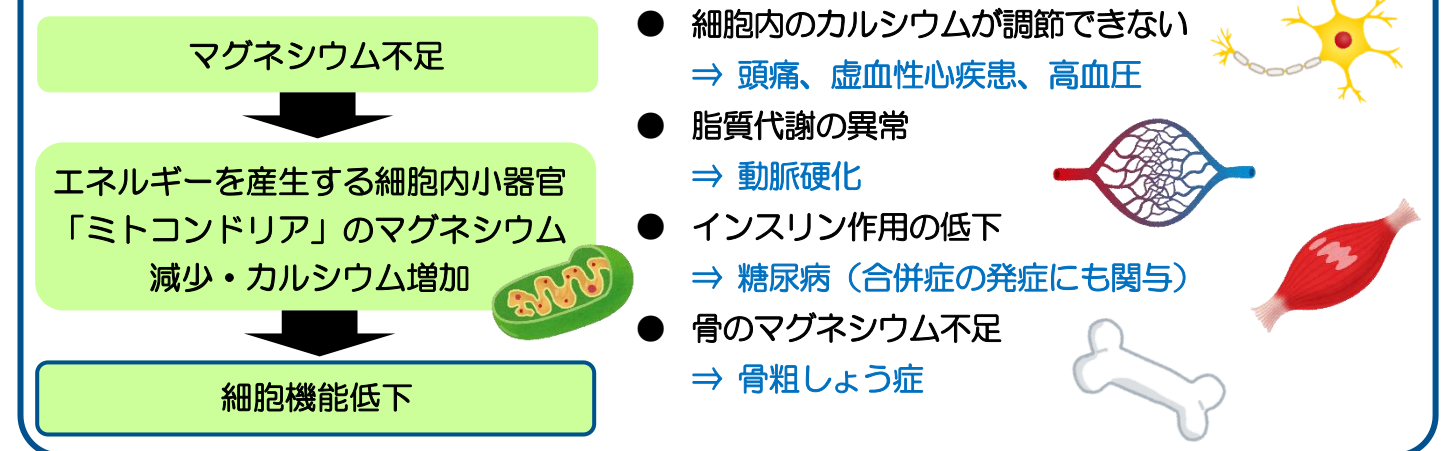 マグネシウム不足
エネルギーを産生する細胞内小器官
「ミトコンドリア」のマグネシウム
減少・カルシウム増加
細胞機能低下
● 細胞内のカルシウムが調節できない
⇒ 頭痛、虚血性心疾患、高血圧
● 脂質代謝の異常
⇒ 動脈硬化
● インスリン作用の低下
⇒ 糖尿病（合併症の発症にも関与）
● 骨のマグネシウム不足
⇒ 骨粗しょう症